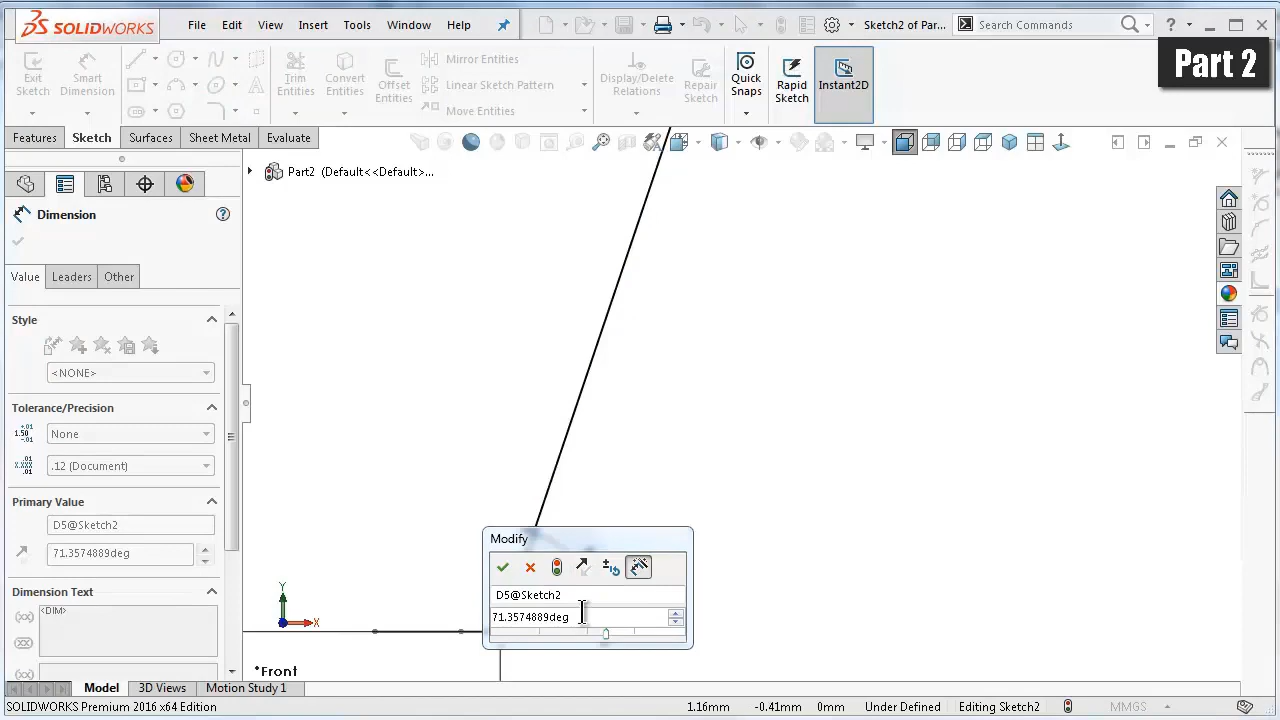 SOLIDWORKS File Edit View Insert Tools Window Help Sketch2 of Par... Search Commands ?
Part 2
Exit Sketch
Smart Dimension
Trim Entities
Convert Entities
Offset Entities
Mirror Entities
Linear Sketch Pattern
Move Entities
Display/Delete Relations
Repair Sketch
Quick Snaps
Rapid Sketch
Instant2D
Features Sketch Surfaces Sheet Metal Evaluate
Part2 (Default<<Default>...
Dimension ?
Value Leaders Other
Style
<NONE>
Tolerance/Precision
None
.12 (Document)
Primary Value
D5@Sketch2
71.3574889deg
Dimension Text
<DIM>
Modify
D5@Sketch2
71.3574889deg
Y
X
*Front
Model 3D Views Motion Study 1
SOLIDWORKS Premium 2016 x64 Edition 1.16mm -0.41mm 0mm Under Defined Editing Sketch2 MMGS